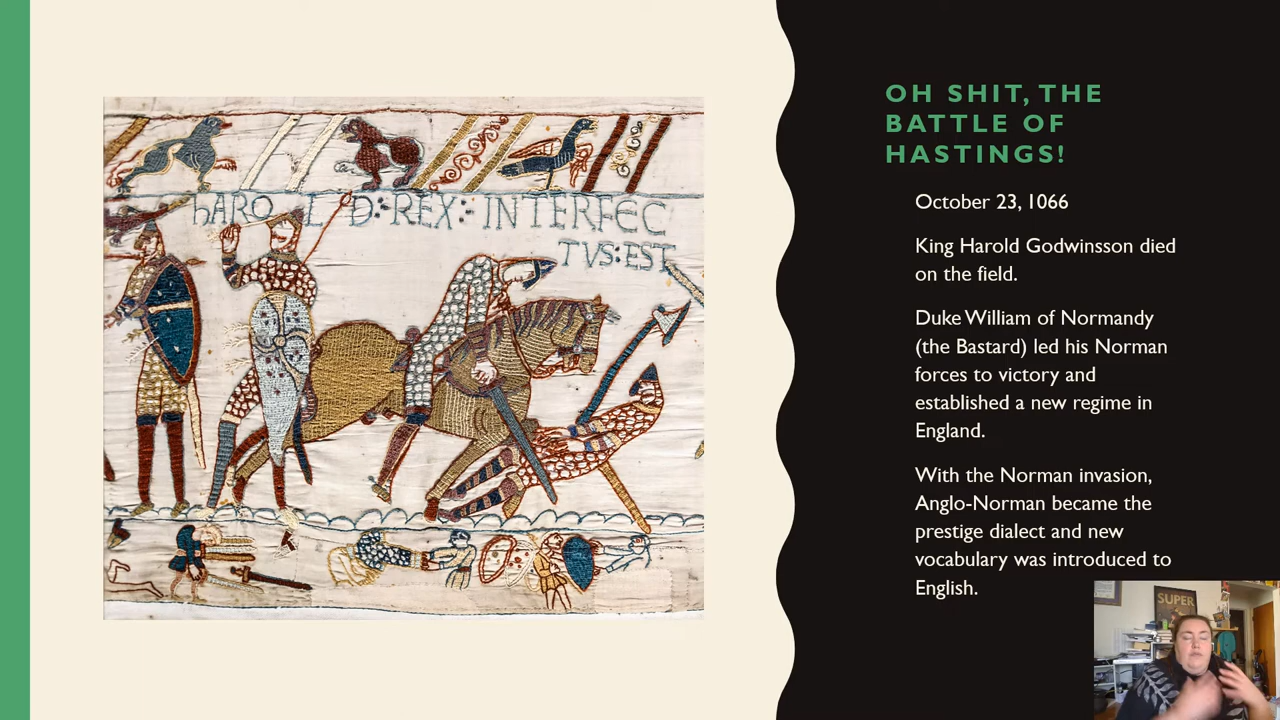 hAROLD:REX:INTERFEC
TVS:EST
OH SHIT, THE
BATTLE OF
HASTINGS!
October 23, 1066
King Harold Godwinsson died
on the field.
Duke William of Normandy
(the Bastard) led his Norman
forces to victory and
established a new regime in
England.
With the Norman invasion,
Anglo-Norman became the
prestige dialect and new
vocabulary was introduced to
English.
SUPER